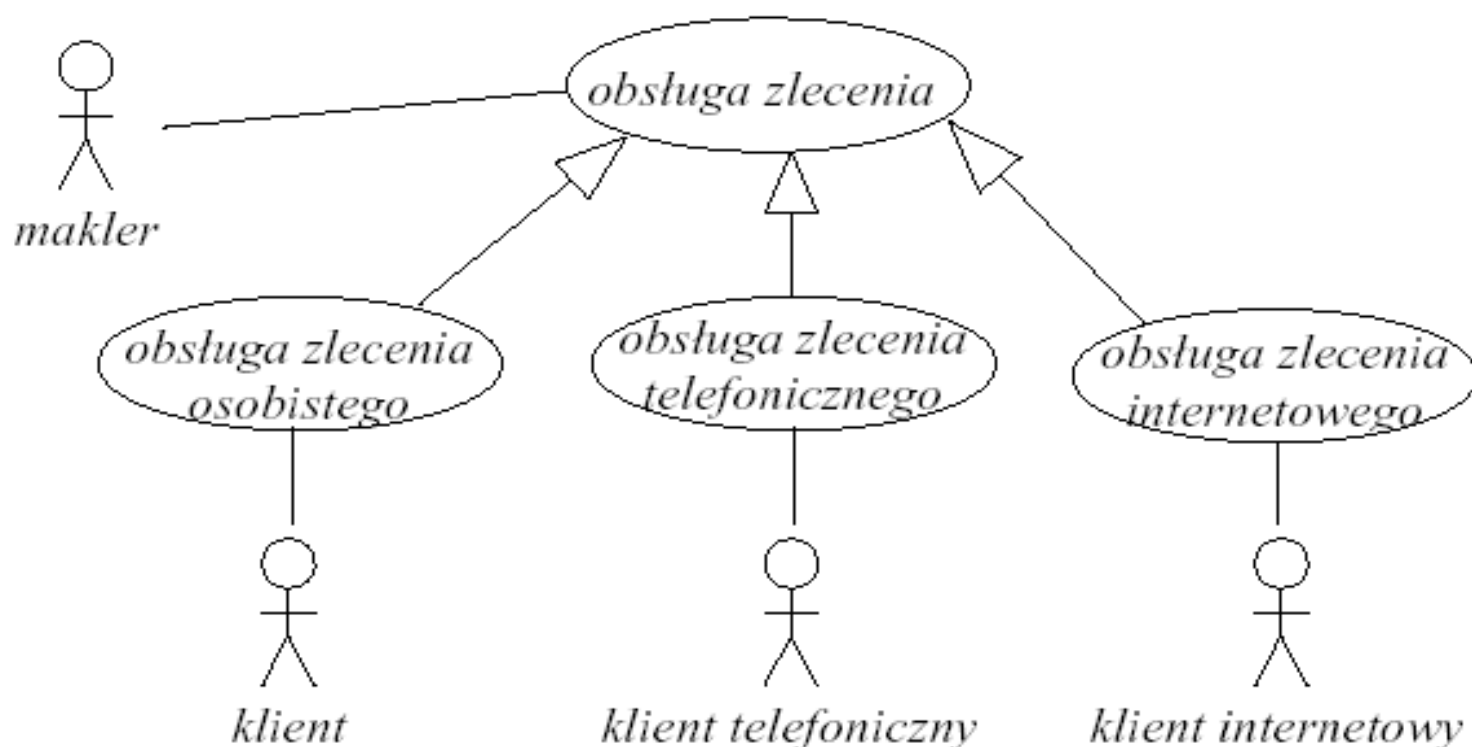 obsługa zlecenia
makler
obsługa zlecenia
osobistego
obsługa zlecenia
telefonicznego
obsługa zlecenia
internetowego
klient
klient telefoniczny
klient internetowy